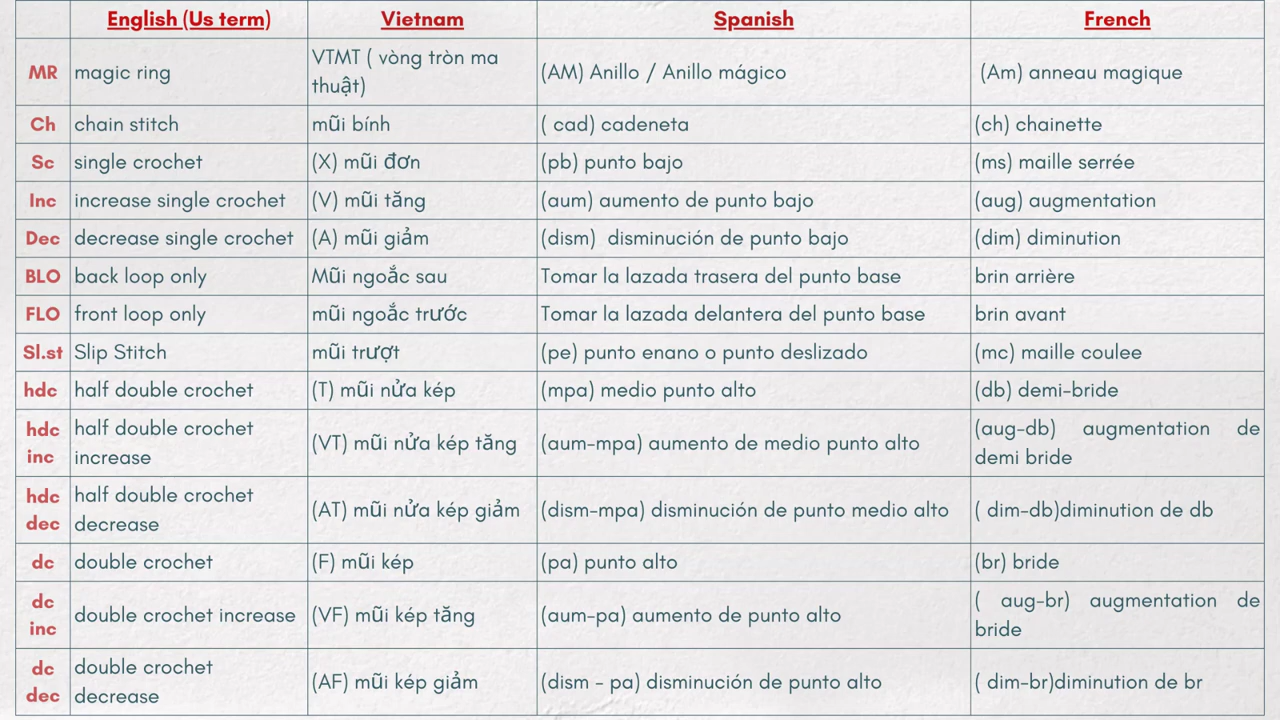 English (Us term) Vietnam Spanish French
MR magic ring VTMT ( vòng tròn ma thuật) (AM) Anillo / Anillo mágico (Am) anneau magique
Ch chain stitch mũi bính (cad) cadeneta (ch) chainette
Sc single crochet (X) mũi đơn (pb) punto bajo (ms) maille serrée
Inc increase single crochet (V) mũi tăng (aum) aumento de punto bajo (aug) augmentation
Dec decrease single crochet (A) mũi giảm (dism) disminución de punto bajo (dim) diminution
BLO back loop only Mũi ngoắc sau Tomar la lazada trasera del punto base brin arrière
FLO front loop only mũi ngoắc trước Tomar la lazada delantera del punto base brin avant
Sl.st Slip Stitch mũi trượt (pe) punto enano o punto deslizado (mc) maille coulee
hdc half double crochet (T) mũi nửa kép (mpa) medio punto alto (db) demi-bride
hdc inc half double crochet increase (VT) mũi nửa kép tăng (aum-mpa) aumento de medio punto alto (aug-db) augmentation de demi bride
hdc dec half double crochet decrease (AT) mũi nửa kép giảm (dism-mpa) disminución de punto medio alto ( dim-db)diminution de db
dc double crochet (F) mũi kép (pa) punto alto (br) bride
dc inc double crochet increase (VF) mũi kép tăng (aum-pa) aumento de punto alto ( aug-br) augmentation de bride
dc dec double crochet decrease (AF) mũi kép giảm (dism - pa) disminución de punto alto ( dim-br)diminution de br